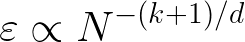 ε ∝ N^{-(k+1)/d}